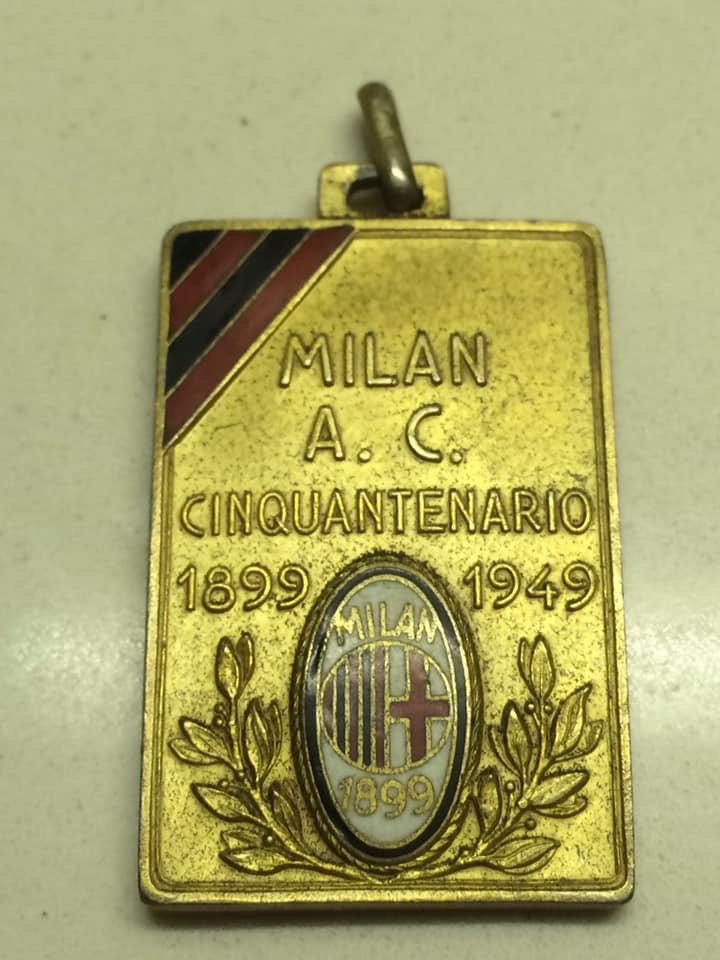 MILAN
A. C.
CINQUANTENARIO
1899 1949
MILAN
1899